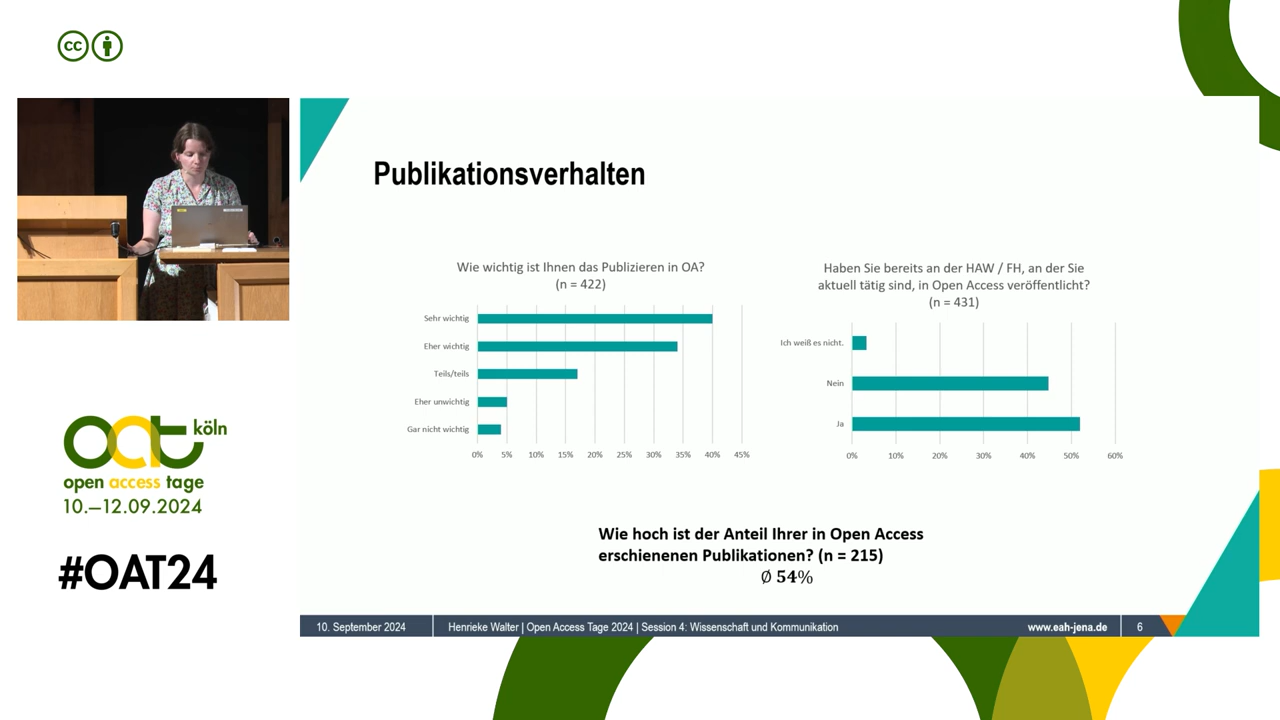 cc
Publikationsverhalten
Wie wichtig ist Ihnen das Publizieren in OA?
(n = 422)
Sehr wichtig
Eher wichtig
Teils/teils
Eher unwichtig
Gar nicht wichtig
0% 5% 10% 15% 20% 25% 30% 35% 40% 45%
Haben Sie bereits an der HAW / FH, an der Sie
aktuell tätig sind, in Open Access veröffentlicht?
(n = 431)
Ich weiß es nicht.
Nein
Ja
0% 10% 20% 30% 40% 50% 60%
Wie hoch ist der Anteil Ihrer in Open Access
erschienenen Publikationen? (n = 215)
Ø 54%
10. September 2024
Henrieke Walter | Open Access Tage 2024 | Session 4: Wissenschaft und Kommunikation
www.eah-jena.de
6
oat köln
open access tage
10.–12.09.2024
#OAT24